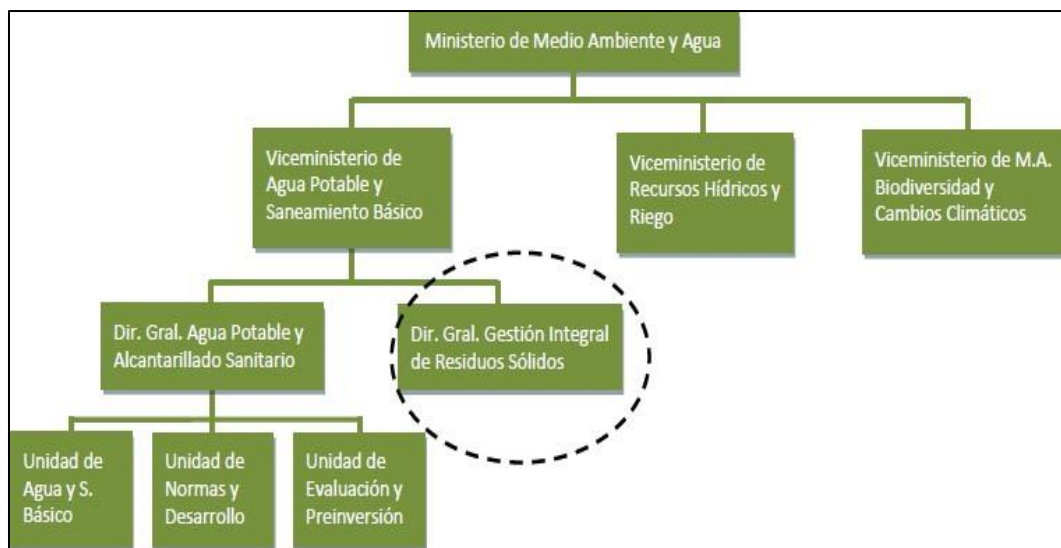 Ministerio de Medio Ambiente y Agua
Viceministerio de
Agua Potable y
Saneamiento Básico
Viceministerio de
Recursos Hídricos y
Riego
Viceministerio de M.A.
Biodiversidad y
Cambios Climáticos
Dir. Gral. Agua Potable y
Alcantarillado Sanitario
Dir. Gral. Gestión Integral
de Residuos Sólidos
Unidad de
Agua y S.
Básico
Unidad de
Normas y
Desarrollo
Unidad de
Evaluación y
Preinversión